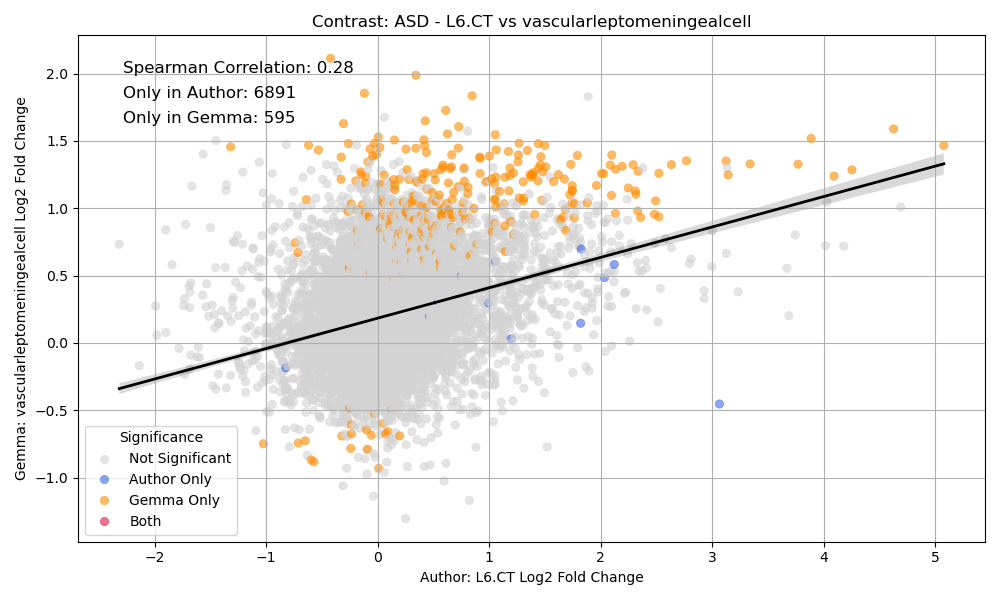 Contrast: ASD - L6.CT vs vascularleptomeningealcell
Gemma: vascularleptomeningealcell Log2 Fold Change
2.0
1.5
1.0
0.5
0.0
−0.5
−1.0
Spearman Correlation: 0.28
Only in Author: 6891
Only in Gemma: 595
Significance
Not Significant
Author Only
Gemma Only
Both
−2 −1 0 1 2 3 4 5
Author: L6.CT Log2 Fold Change